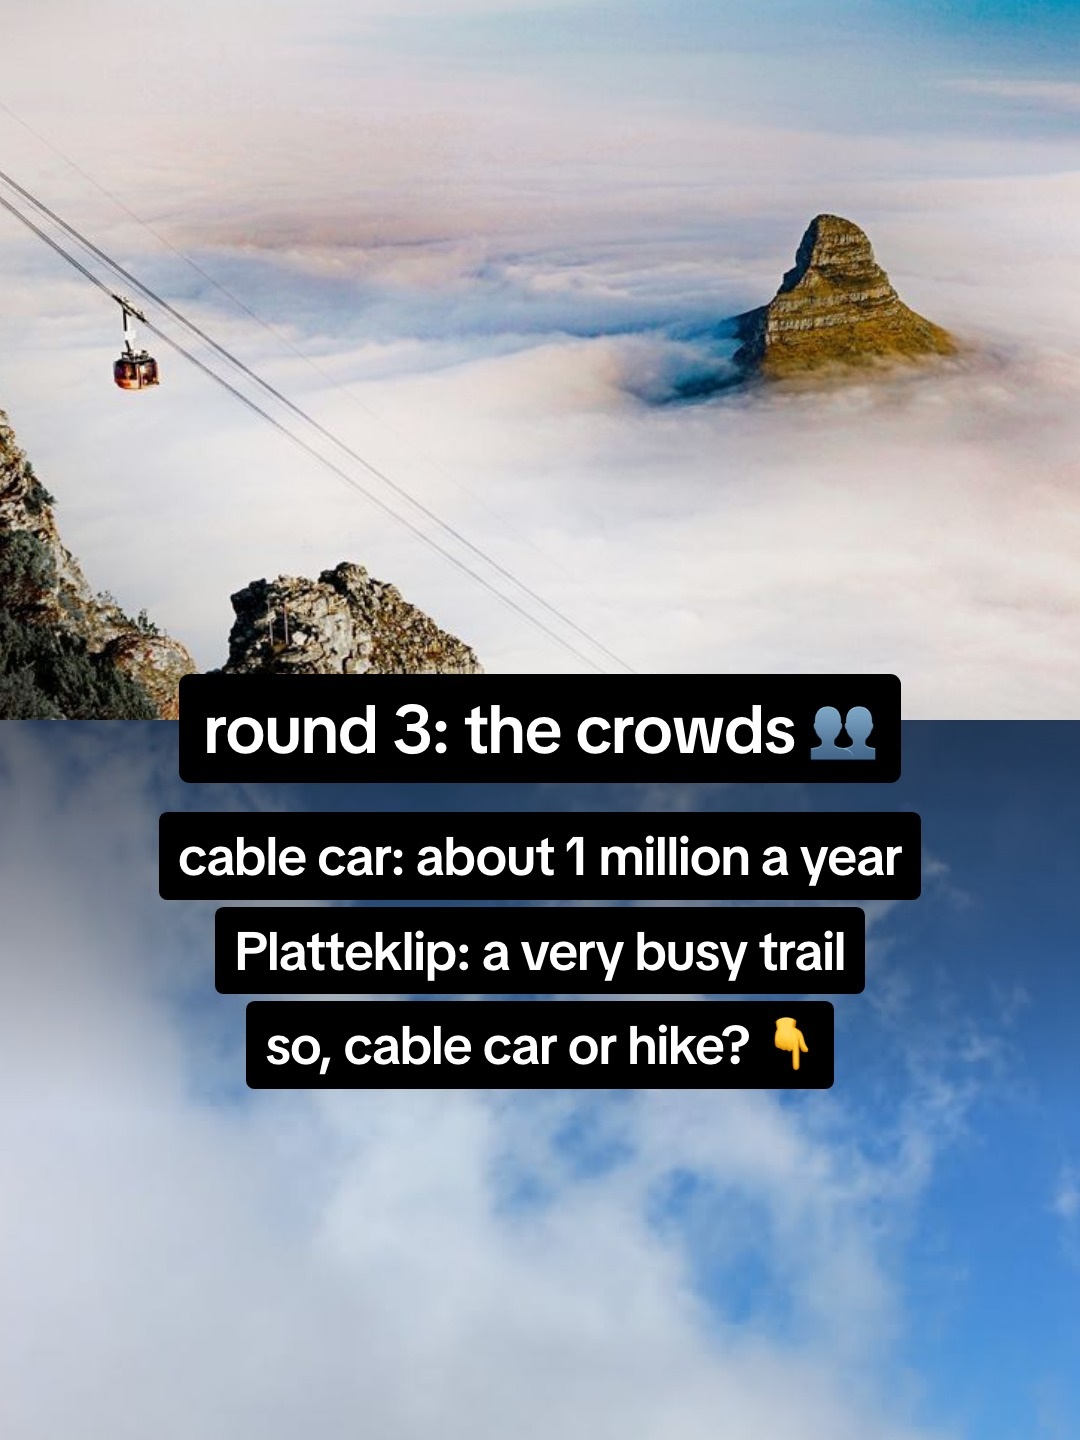 round 3: the crowds 👥
cable car: about 1 million a year
Platteklip: a very busy trail
so, cable car or hike? 👇